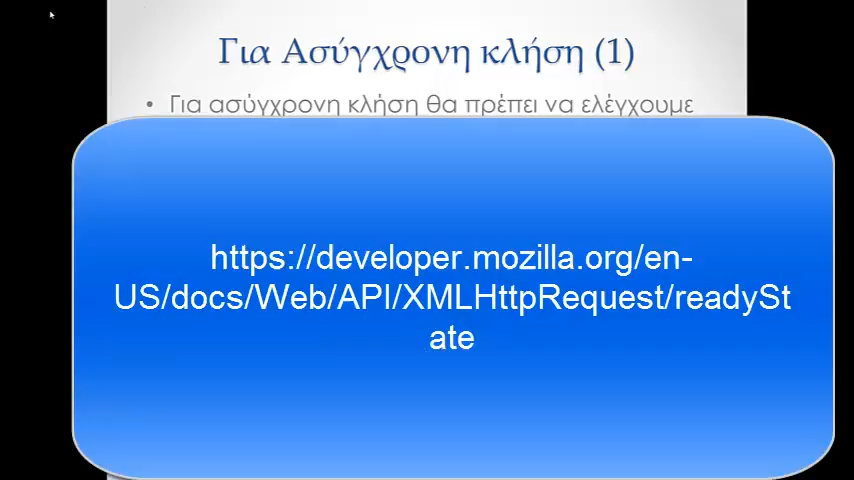 Για Ασύγχρονη κλήση (1)
• Για ασύγχρονη κλήση θα πρέπει να ελέγχουμε
https://developer.mozilla.org/en-
US/docs/Web/API/XMLHttpRequest/readySt
ate